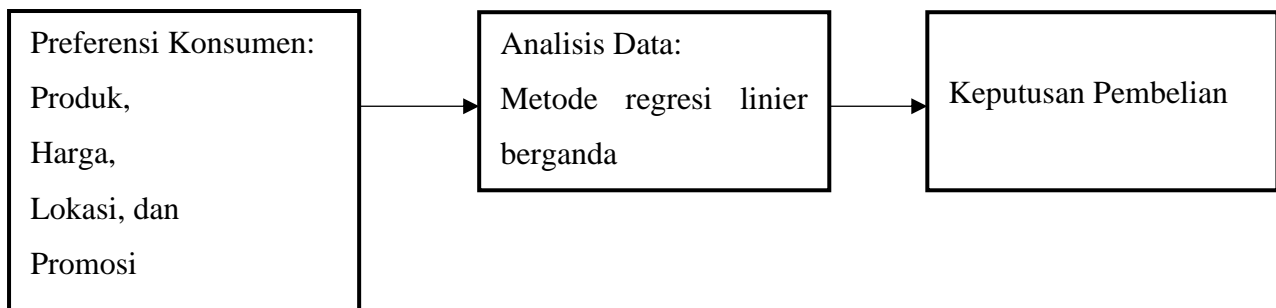 Preferensi Konsumen:
Produk,
Harga,
Lokasi, dan
Promosi
Analisis Data:
Metode regresi linier
berganda
Keputusan Pembelian